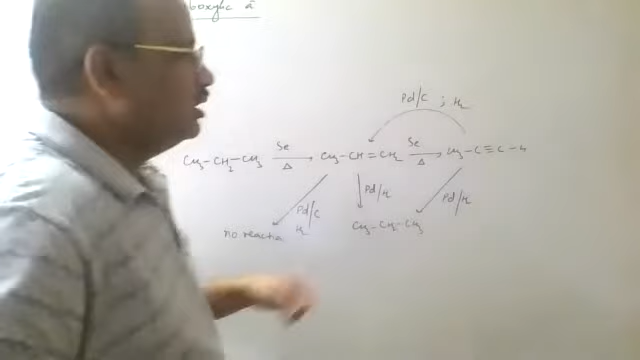 Pd/C ; H₂
CH₃-CH₂-CH₃ Se △ CH₃-CH=CH₂ Se △ CH₃-C≡C-H
Pd/C H₂ Pd/H₂ Pd/H₂
no reactio CH₃-CH₂-CH₃